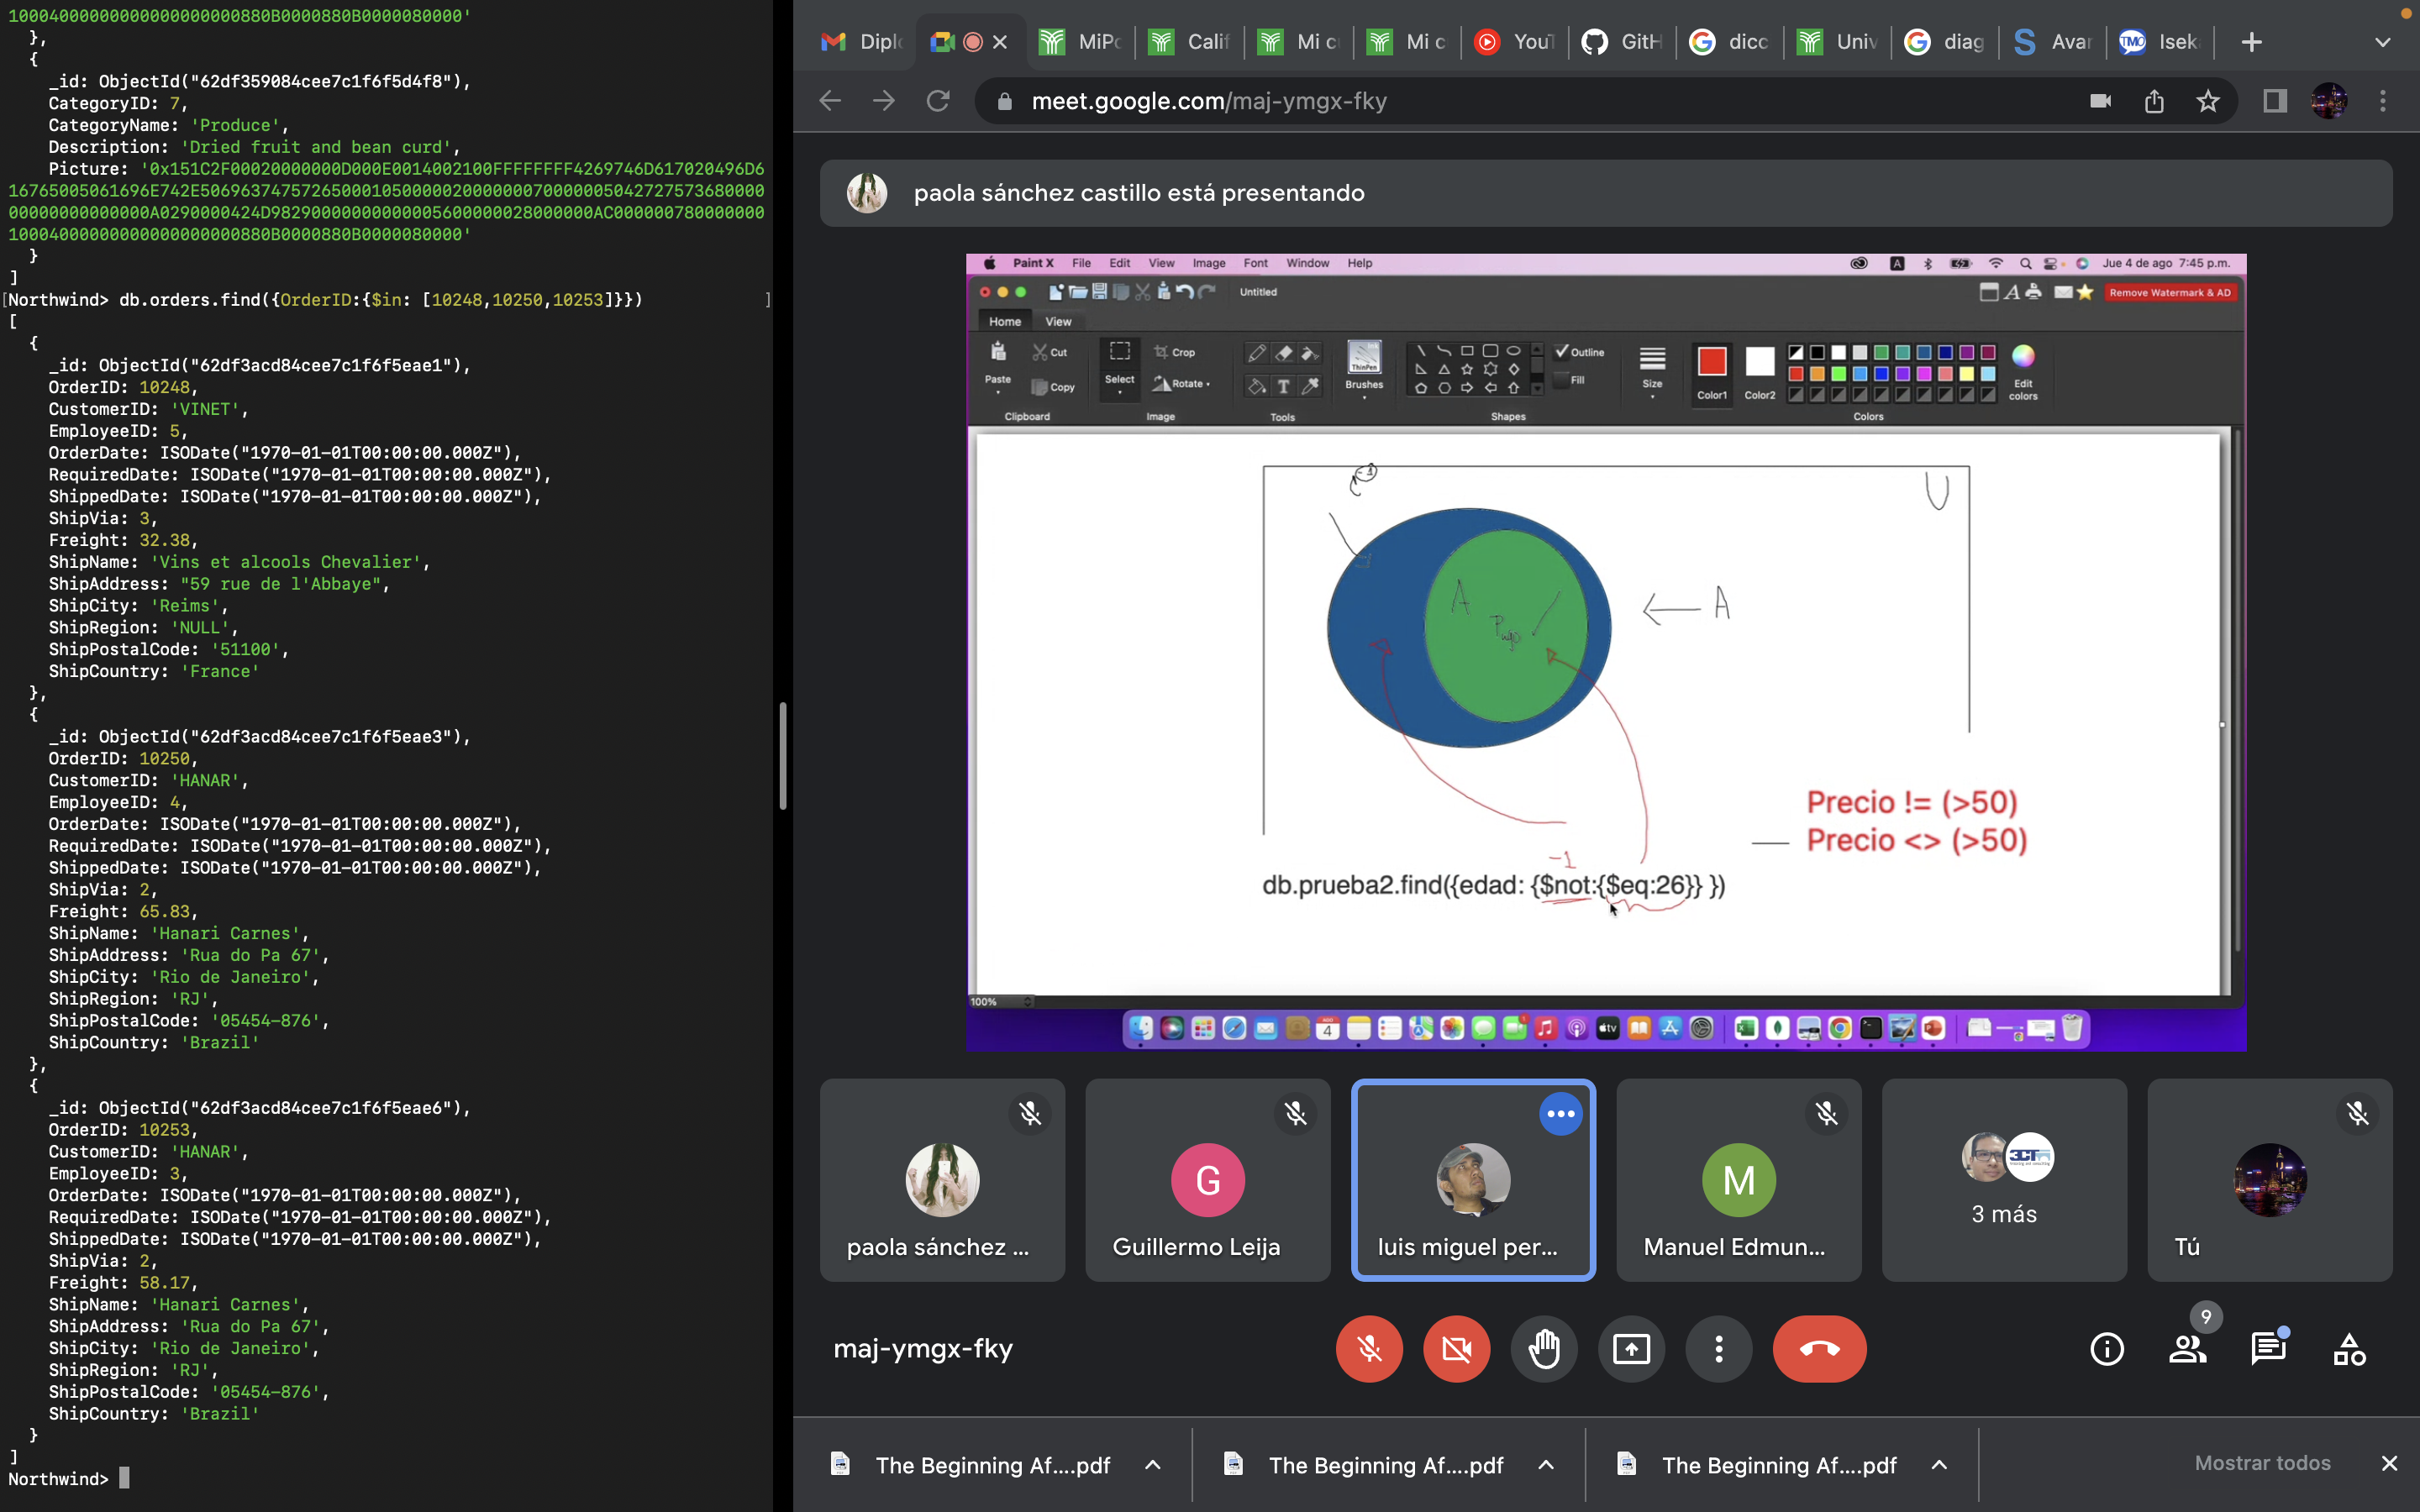 10004000000000000000000880B0000880B0000080000'
},
{
_id: ObjectId("62df359084cee7c1f6f5d4f8"),
CategoryID: 7,
CategoryName: 'Produce',
Description: 'Dried fruit and bean curd',
Picture: '0x151C2F00020000000D000E0014002100FFFFFFFF4269746D617020496D6
16765005061696E742E5069637475726500010500000200000007000000504272757368​0000
000000000000000A0290000424D98290000000000005600000028000000AC000000780000000
10004000000000000000000880B0000880B0000080000'
}
]
[Northwind> db.orders.find({OrderID:{$in: [10248,10250,10253]}}) ]
[
{
_id: ObjectId("62df3acd84cee7c1f6f5eae1"),
OrderID: 10248,
CustomerID: 'VINET',
EmployeeID: 5,
OrderDate: ISODate("1970-01-01T00:00:00.000Z"),
RequiredDate: ISODate("1970-01-01T00:00:00.000Z"),
ShippedDate: ISODate("1970-01-01T00:00:00.000Z"),
ShipVia: 3,
Freight: 32.38,
ShipName: 'Vins et alcools Chevalier',
ShipAddress: "59 rue de l'Abbaye",
ShipCity: 'Reims',
ShipRegion: 'NULL',
ShipPostalCode: '51100',
ShipCountry: 'France'
},
{
_id: ObjectId("62df3acd84cee7c1f6f5eae3"),
OrderID: 10250,
CustomerID: 'HANAR',
EmployeeID: 4,
OrderDate: ISODate("1970-01-01T00:00:00.000Z"),
RequiredDate: ISODate("1970-01-01T00:00:00.000Z"),
ShippedDate: ISODate("1970-01-01T00:00:00.000Z"),
ShipVia: 2,
Freight: 65.83,
ShipName: 'Hanari Carnes',
ShipAddress: 'Rua do Pa 67',
ShipCity: 'Rio de Janeiro',
ShipRegion: 'RJ',
ShipPostalCode: '05454-876',
ShipCountry: 'Brazil'
},
{
_id: ObjectId("62df3acd84cee7c1f6f5eae6"),
OrderID: 10253,
CustomerID: 'HANAR',
EmployeeID: 3,
OrderDate: ISODate("1970-01-01T00:00:00.000Z"),
RequiredDate: ISODate("1970-01-01T00:00:00.000Z"),
ShippedDate: ISODate("1970-01-01T00:00:00.000Z"),
ShipVia: 2,
Freight: 58.17,
ShipName: 'Hanari Carnes',
ShipAddress: 'Rua do Pa 67',
ShipCity: 'Rio de Janeiro',
ShipRegion: 'RJ',
ShipPostalCode: '05454-876',
ShipCountry: 'Brazil'
}
]
Northwind>
Diplo MiPo Calif Mi c Mi c YouT GitH dicc Univ diag Avar TMO Isek
meet.google.com/maj-ymgx-fky
paola sánchez castillo está presentando
Paint X File Edit View Image Font Window Help A Jue 4 de ago 7:45 p.m.
Untitled Remove Watermark & AD
Home View
Paste Cut Copy Select Crop Rotate Brushes ThinPen Outline Fill Size Color1 Color2 Edit colors
Clipboard Image Tools Shapes Colors
U
A
A
Precio != (>50)
Precio <> (>50)
-1
db.prueba2.find({edad: {$not:{$eq:26}} })
100%
4 tv
paola sánchez ...
G
Guillermo Leija
luis miguel per...
M
Manuel Edmun...
3CT
3 más
Tú
maj-ymgx-fky
9
The Beginning Af....pdf
The Beginning Af....pdf
The Beginning Af....pdf
Mostrar todos